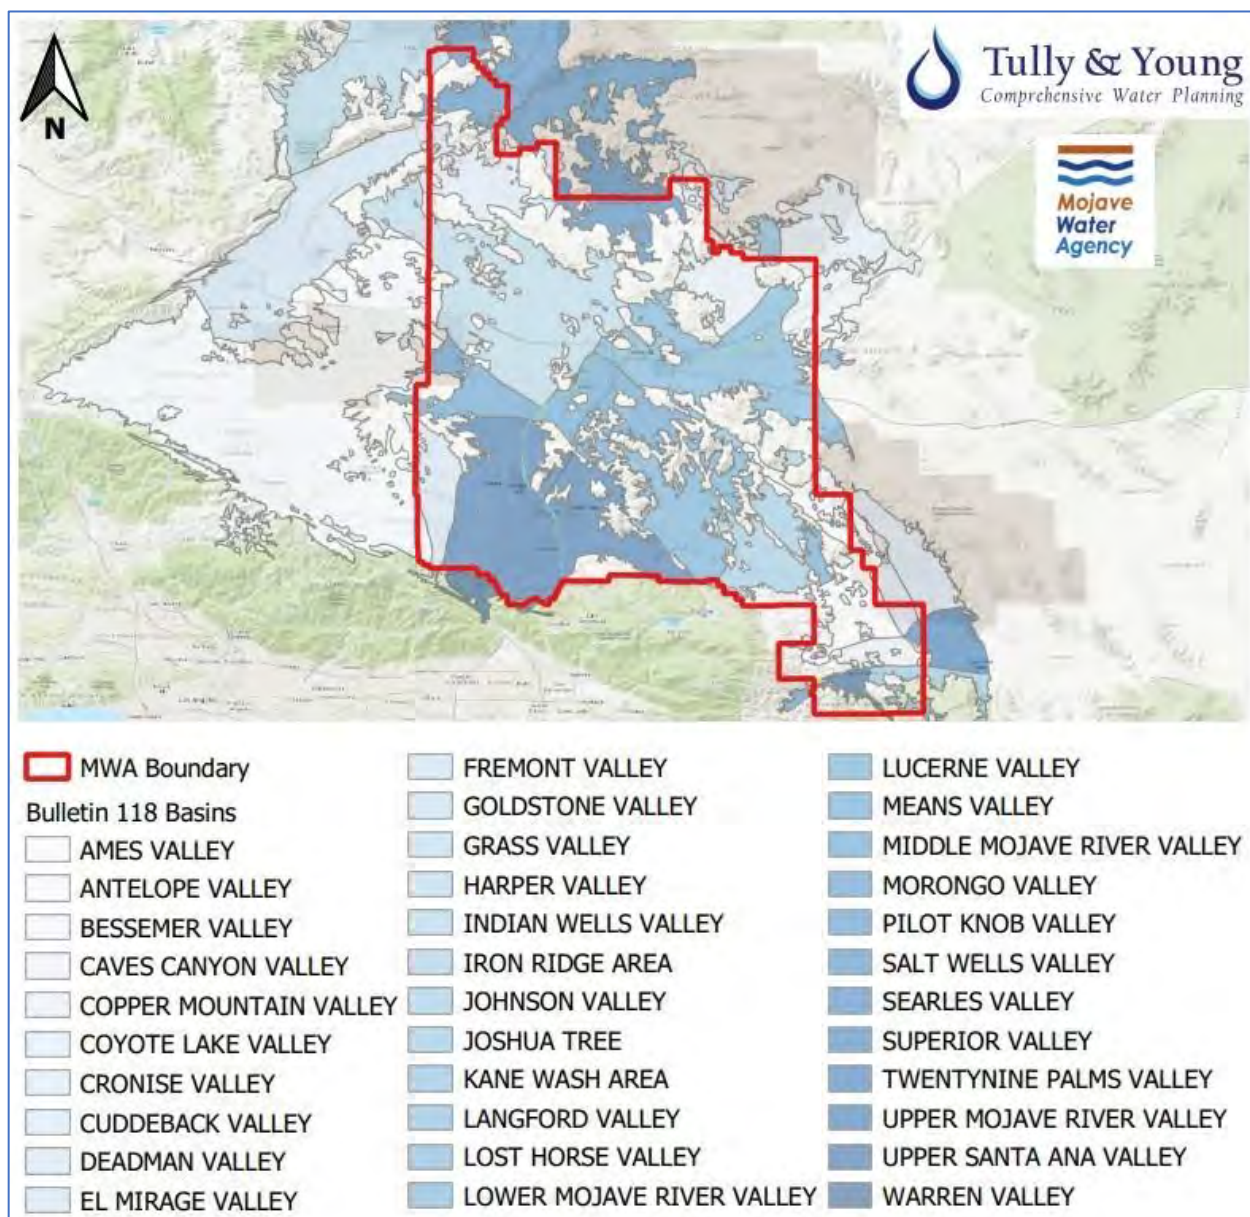 N
Tully & Young
Comprehensive Water Planning
Mojave
Water
Agency
MWA Boundary
Bulletin 118 Basins
AMES VALLEY
ANTELOPE VALLEY
BESSEMER VALLEY
CAVES CANYON VALLEY
COPPER MOUNTAIN VALLEY
COYOTE LAKE VALLEY
CRONISE VALLEY
CUDDEBACK VALLEY
DEADMAN VALLEY
EL MIRAGE VALLEY
FREMONT VALLEY
GOLDSTONE VALLEY
GRASS VALLEY
HARPER VALLEY
INDIAN WELLS VALLEY
IRON RIDGE AREA
JOHNSON VALLEY
JOSHUA TREE
KANE WASH AREA
LANGFORD VALLEY
LOST HORSE VALLEY
LOWER MOJAVE RIVER VALLEY
LUCERNE VALLEY
MEANS VALLEY
MIDDLE MOJAVE RIVER VALLEY
MORONGO VALLEY
PILOT KNOB VALLEY
SALT WELLS VALLEY
SEARLES VALLEY
SUPERIOR VALLEY
TWENTYNINE PALMS VALLEY
UPPER MOJAVE RIVER VALLEY
UPPER SANTA ANA VALLEY
WARREN VALLEY